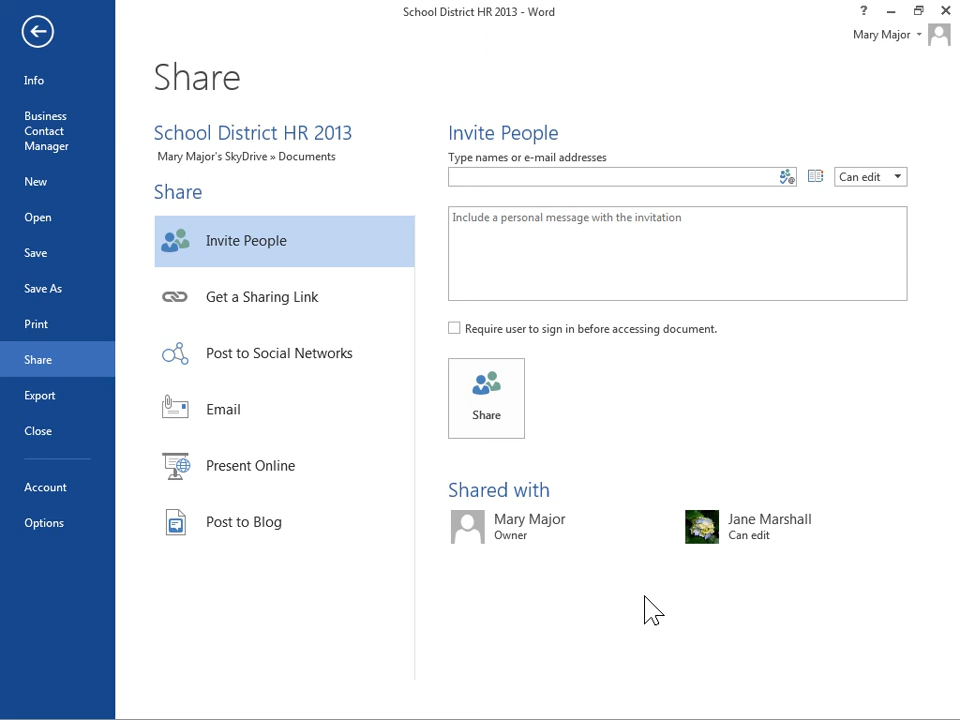 School District HR 2013 - Word
?
Mary Major
Info
Business
Contact
Manager
New
Open
Save
Save As
Print
Share
Export
Close
Account
Options
Share
School District HR 2013
Mary Major's SkyDrive » Documents
Share
Invite People
Get a Sharing Link
Post to Social Networks
Email
Present Online
Post to Blog
Invite People
Type names or e-mail addresses
Can edit
Include a personal message with the invitation
Require user to sign in before accessing document.
Share
Shared with
Mary Major
Owner
Jane Marshall
Can edit